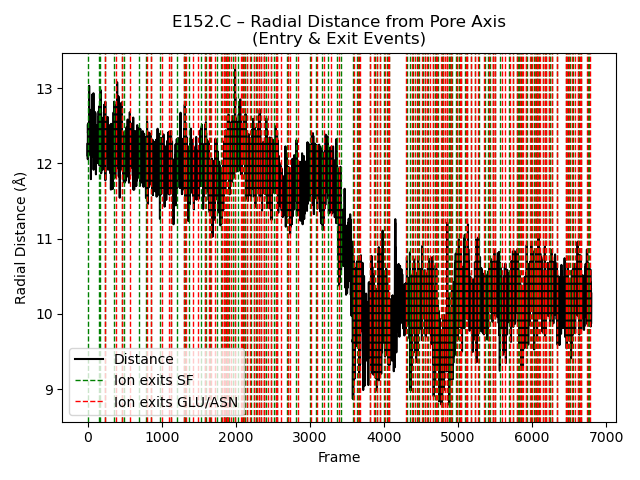 E152.C – Radial Distance from Pore Axis
(Entry & Exit Events)
Radial Distance (Å)
13
12
11
10
9
Distance
Ion exits SF
Ion exits GLU/ASN
0 1000 2000 3000 4000 5000 6000 7000
Frame